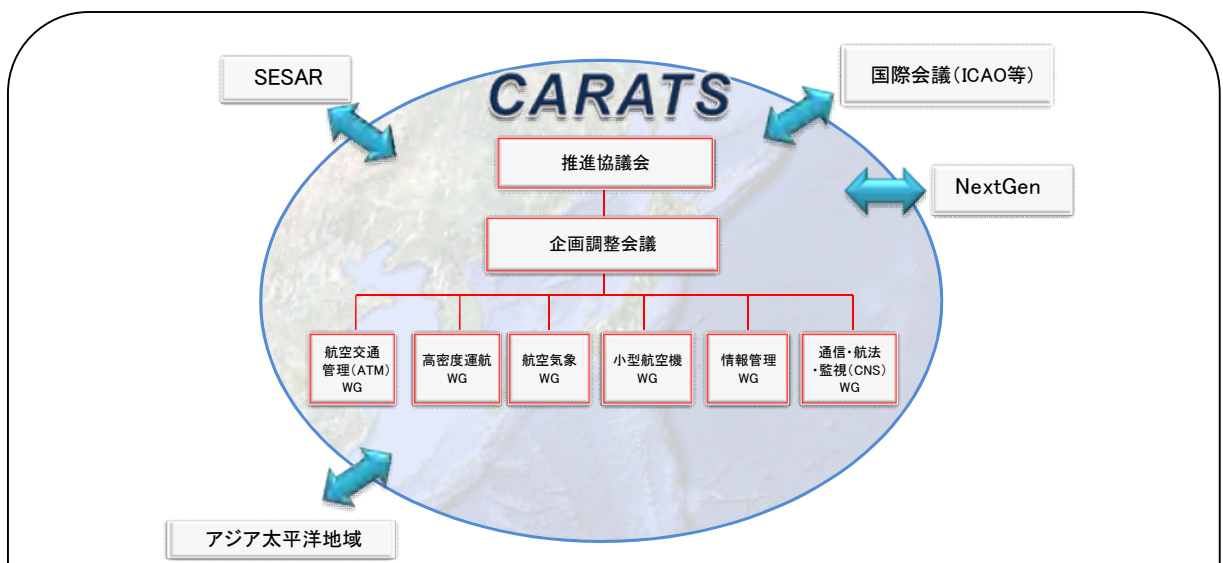 SESAR
CARATS
国際会議(ICAO等)
推進協議会
NextGen
企画調整会議
航空交通
管理(ATM)
WG
高密度運航
WG
航空気象
WG
小型航空機
WG
情報管理
WG
通信・航法
・監視(CNS)
WG
アジア太平洋地域